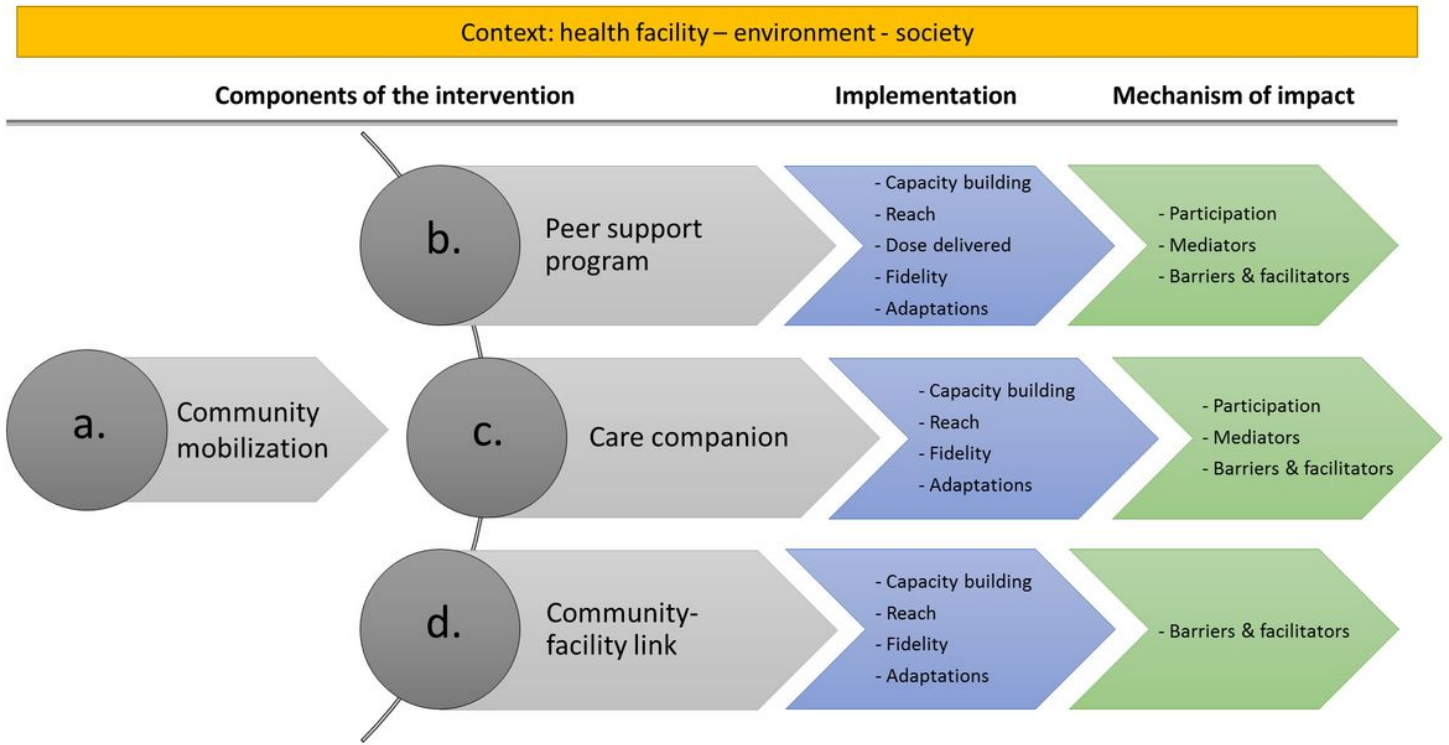 Context: health facility – environment - society
Components of the intervention
Implementation
Mechanism of impact
a.
Community
mobilization
b.
Peer support
program
- Capacity building
- Reach
- Dose delivered
- Fidelity
- Adaptations
- Participation
- Mediators
- Barriers & facilitators
c.
Care companion
- Capacity building
- Reach
- Fidelity
- Adaptations
- Participation
- Mediators
- Barriers & facilitators
d.
Community-
facility link
- Capacity building
- Reach
- Fidelity
- Adaptations
- Barriers & facilitators